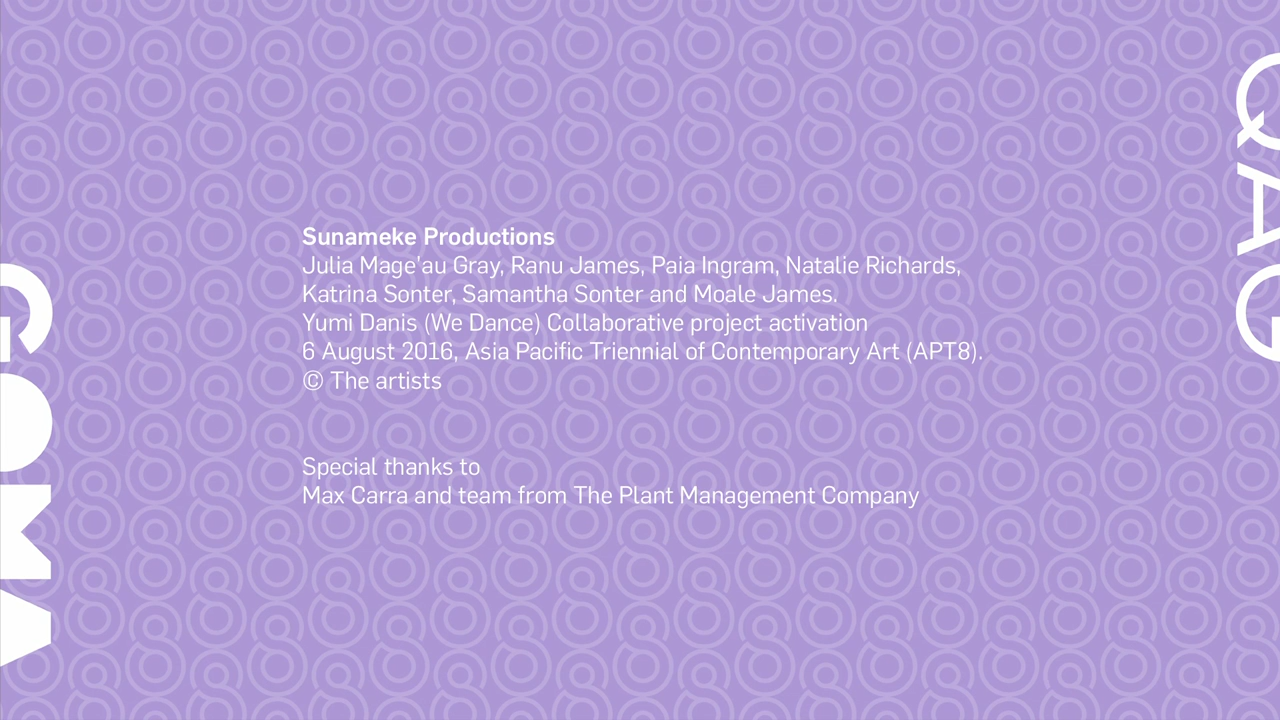 QAG
GOMA
Sunameke Productions
Julia Mage'au Gray, Ranu James, Paia Ingram, Natalie Richards,
Katrina Sonter, Samantha Sonter and Moale James.
Yumi Danis (We Dance) Collaborative project activation
6 August 2016, Asia Pacific Triennial of Contemporary Art (APT8).
© The artists
Special thanks to
Max Carra and team from The Plant Management Company